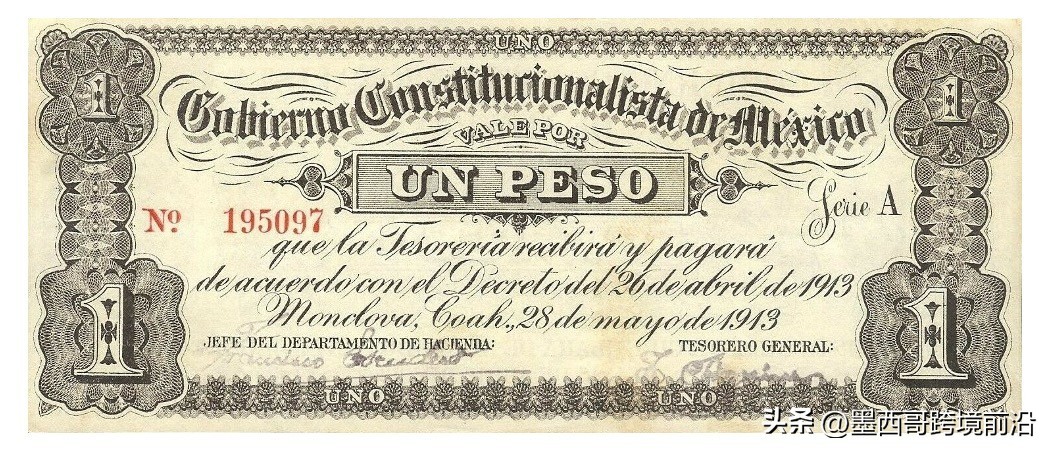 UNO
1
1
Gobierno Constitucionalista de México
VALE POR
UN PESO
Serie A
Nº 195097
que la Tesorería recibirá y pagará
de acuerdo con el Decreto del 26 de abril de 1913
Monclova, Coah., 28 de mayo de 1913
JEFE DEL DEPARTAMENTO DE HACIENDA:
TESORERO GENERAL:
Francisco Escudero
1
1
UNO
UNO
头条 @墨西哥跨境前沿